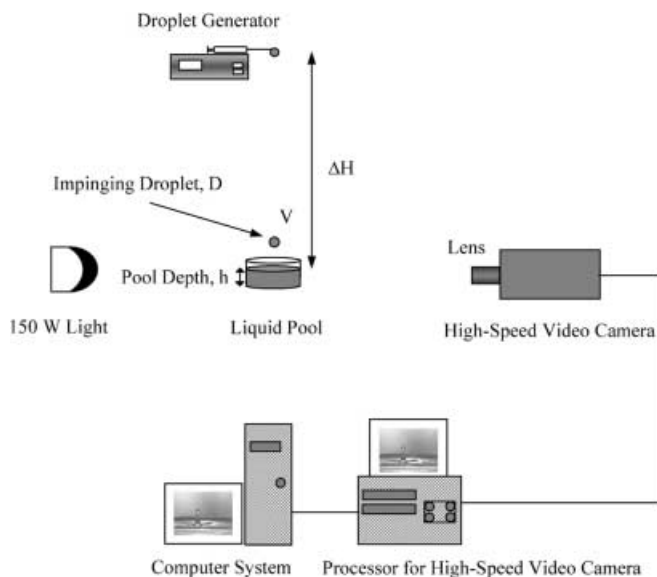 Droplet Generator
ΔH
Impinging Droplet, D
V
Lens
Pool Depth, h
150 W Light
Liquid Pool
High-Speed Video Camera
Computer System
Processor for High-Speed Video Camera